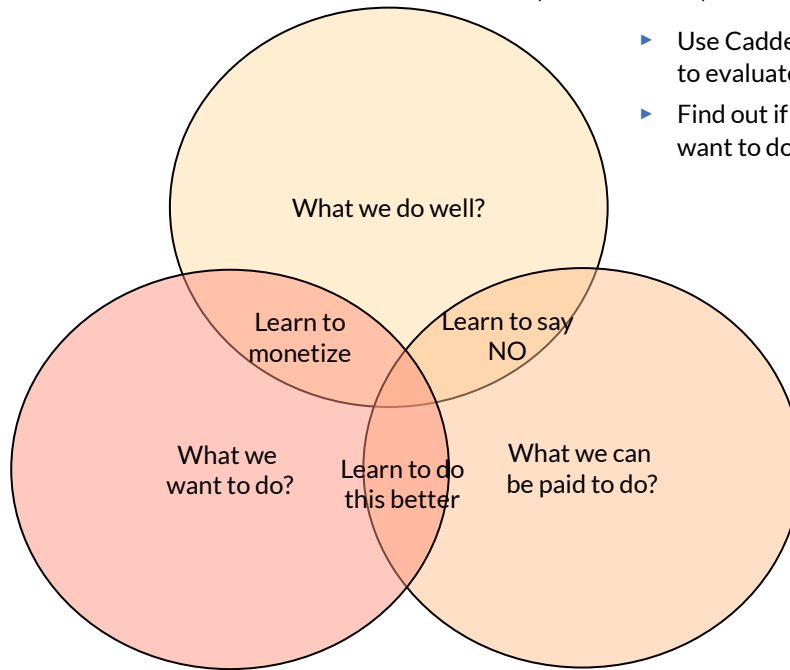 Use
to evaluate
Find out if
want to do
What we do well?
Learn to
monetize
Learn to say
NO
What we
want to do?
Learn to do
this better
What we can
be paid to do?